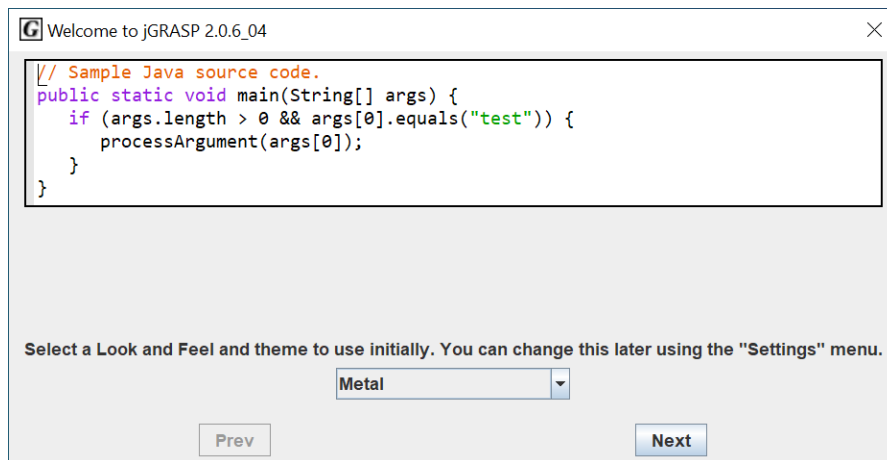 G Welcome to jGRASP 2.0.6_04
// Sample Java source code.
public static void main(String[] args) {
   if (args.length > 0 && args[0].equals("test")) {
      processArgument(args[0]);
   }
}
Select a Look and Feel and theme to use initially. You can change this later using the "Settings" menu.
Metal
Prev Next